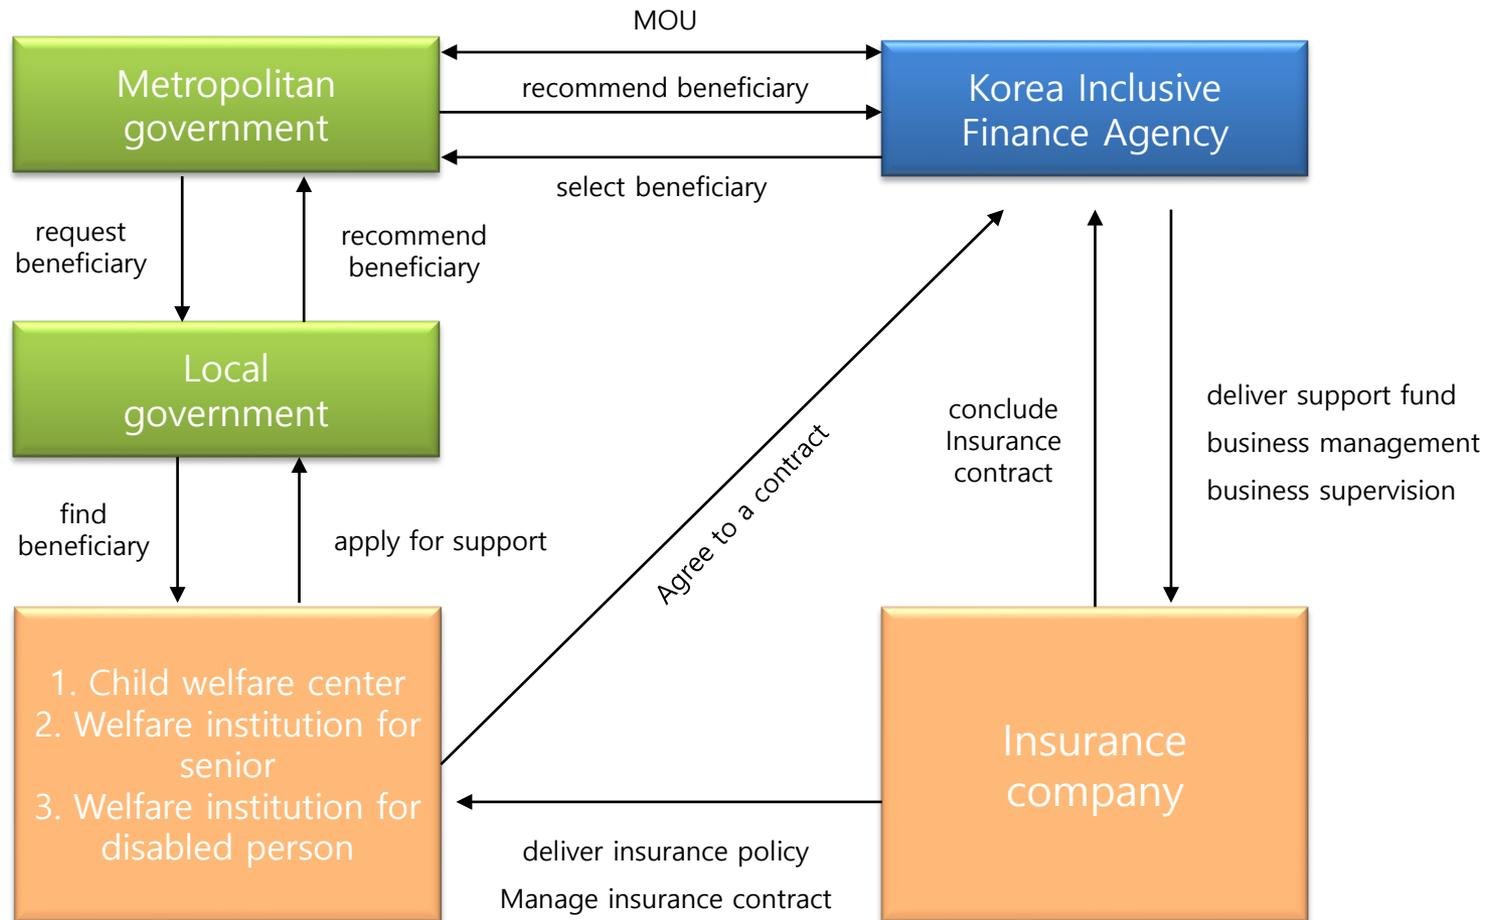 MOU
Metropolitan
government
recommend beneficiary
Korea Inclusive
Finance Agency
select beneficiary
request
beneficiary
recommend
beneficiary
Local
government
conclude
Insurance
contract
deliver support fund
business management
business supervision
find
beneficiary
apply for support
Agree to a contract
1. Child welfare center
2. Welfare institution for
senior
3. Welfare institution for
disabled person
Insurance
company
deliver insurance policy
Manage insurance contract